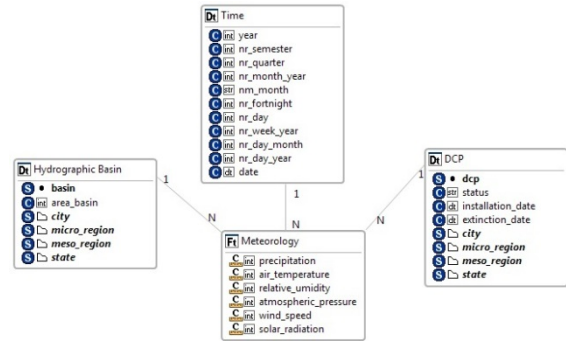 Dt Time
C int year
C int nr_semester
C int nr_quarter
C int nr_month_year
C str nm_month
C int nr_fortnight
C int nr_day
C int nr_week_year
C int nr_day_month
C int nr_day_year
C dt date
Dt Hydrographic Basin
S basin
C int area_basin
S city
S micro_region
S meso_region
S state
Dt DCP
S dcp
C str status
C dt installation_date
C dt extinction_date
S city
S micro_region
S meso_region
S state
1
1
1
N
N
N
Ft Meteorology
C int precipitation
C int air_temperature
C int relative_umidity
C int atmospheric_pressure
C int wind_speed
C int solar_radiation